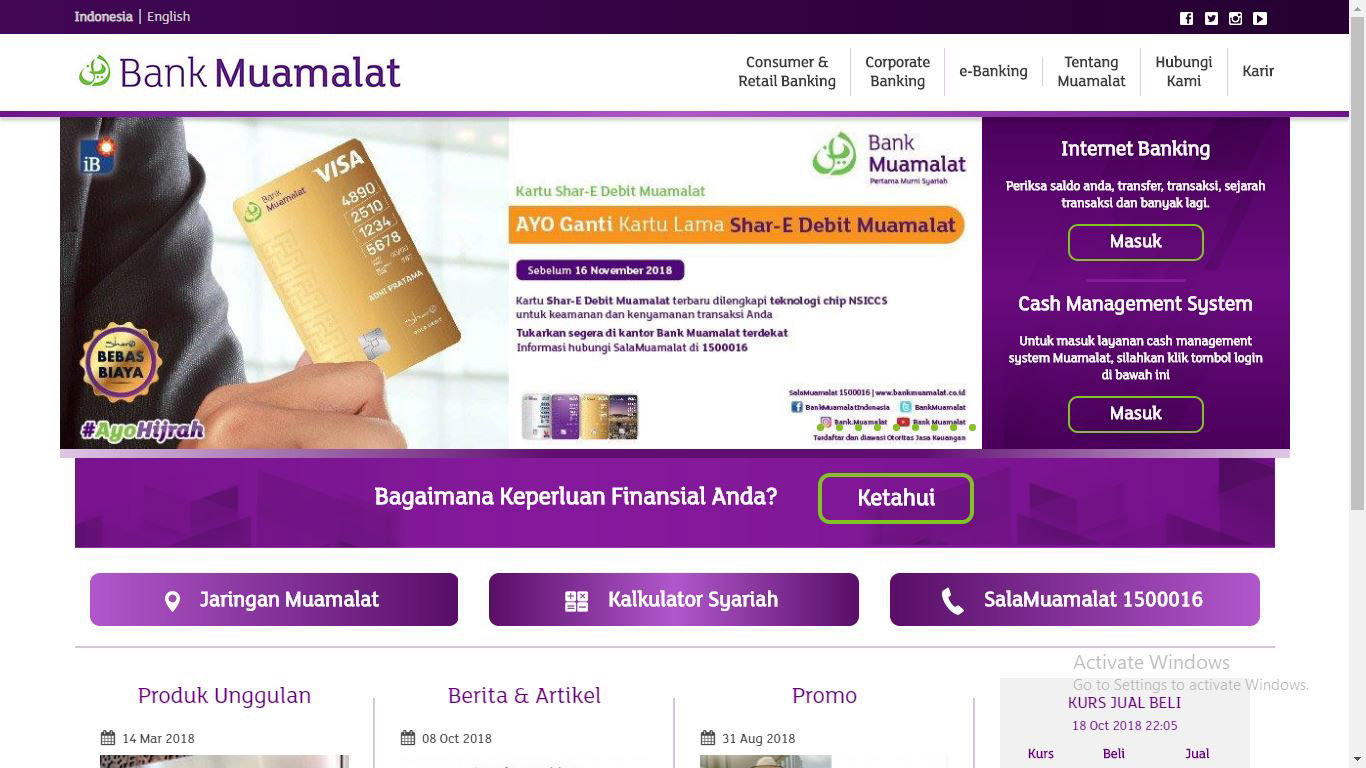 Indonesia | English
Bank Muamalat
Consumer &
Retail Banking
Corporate
Banking
e-Banking
Tentang
Muamalat
Hubungi
Kami
Karir
iB
VISA
Bank
Muamalat
4890
2510
1234
5678
ADHI PRATAMA
GOLD DEBIT
BEBAS
BIAYA
#AyoHijrah
Bank
Muamalat
Pertama Murni Syariah
Kartu Shar-E Debit Muamalat
AYO Ganti Kartu Lama Shar-E Debit Muamalat
Sebelum 16 November 2018
Kartu Shar-E Debit Muamalat terbaru dilengkapi teknologi chip NSICCS
untuk keamanan dan kenyamanan transaksi Anda
Tukarkan segera di kantor Bank Muamalat terdekat
Informasi hubungi SalaMuamalat di 1500016
SalaMuamalat 1500016 | www.bankmuamalat.co.id
BankMuamalatIndonesia BankMuamalat
Bank.Muamalat Bank Muamalat
Terdaftar dan diawasi Otoritas Jasa Keuangan
Internet Banking
Periksa saldo anda, transfer, transaksi, sejarah
transaksi dan banyak lagi.
Masuk
Cash Management System
Untuk masuk layanan cash management
system Muamalat, silahkan klik tombol login
di bawah ini
Masuk
Bagaimana Keperluan Finansial Anda?
Ketahui
Jaringan Muamalat
Kalkulator Syariah
SalaMuamalat 1500016
Activate Windows
Go to Settings to activate Windows.
Produk Unggulan
14 Mar 2018
Berita & Artikel
08 Oct 2018
Promo
31 Aug 2018
KURS JUAL BELI
18 Oct 2018 22:05
Kurs Beli Jual